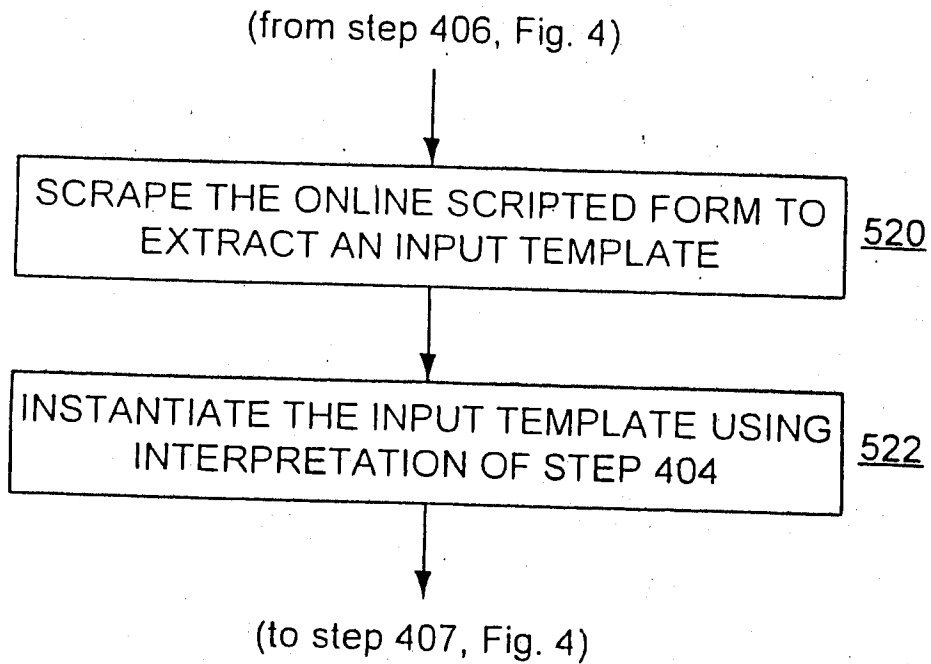 (from step 406, Fig. 4)
SCRAPE THE ONLINE SCRIPTED FORM TO
EXTRACT AN INPUT TEMPLATE
520
INSTANTIATE THE INPUT TEMPLATE USING
INTERPRETATION OF STEP 404
522
(to step 407, Fig. 4)